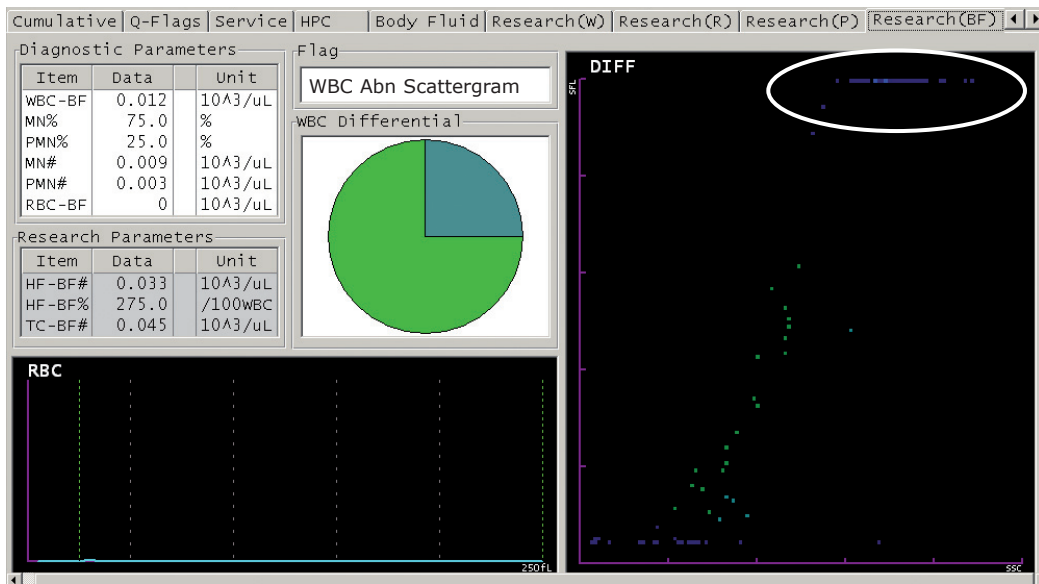 Cumulative Q-Flags Service HPC Body Fluid Research(W) Research(R) Research(P) Research(BF)
Diagnostic Parameters
Item Data Unit
WBC-BF 0.012 10^3/uL
MN% 75.0 %
PMN% 25.0 %
MN# 0.009 10^3/uL
PMN# 0.003 10^3/uL
RBC-BF 0 10^3/uL
Research Parameters
Item Data Unit
HF-BF# 0.033 10^3/uL
HF-BF% 275.0 /100WBC
TC-BF# 0.045 10^3/uL
Flag
WBC Abn Scattergram
WBC Differential
RBC
250fL
DIFF
SFL
SSC